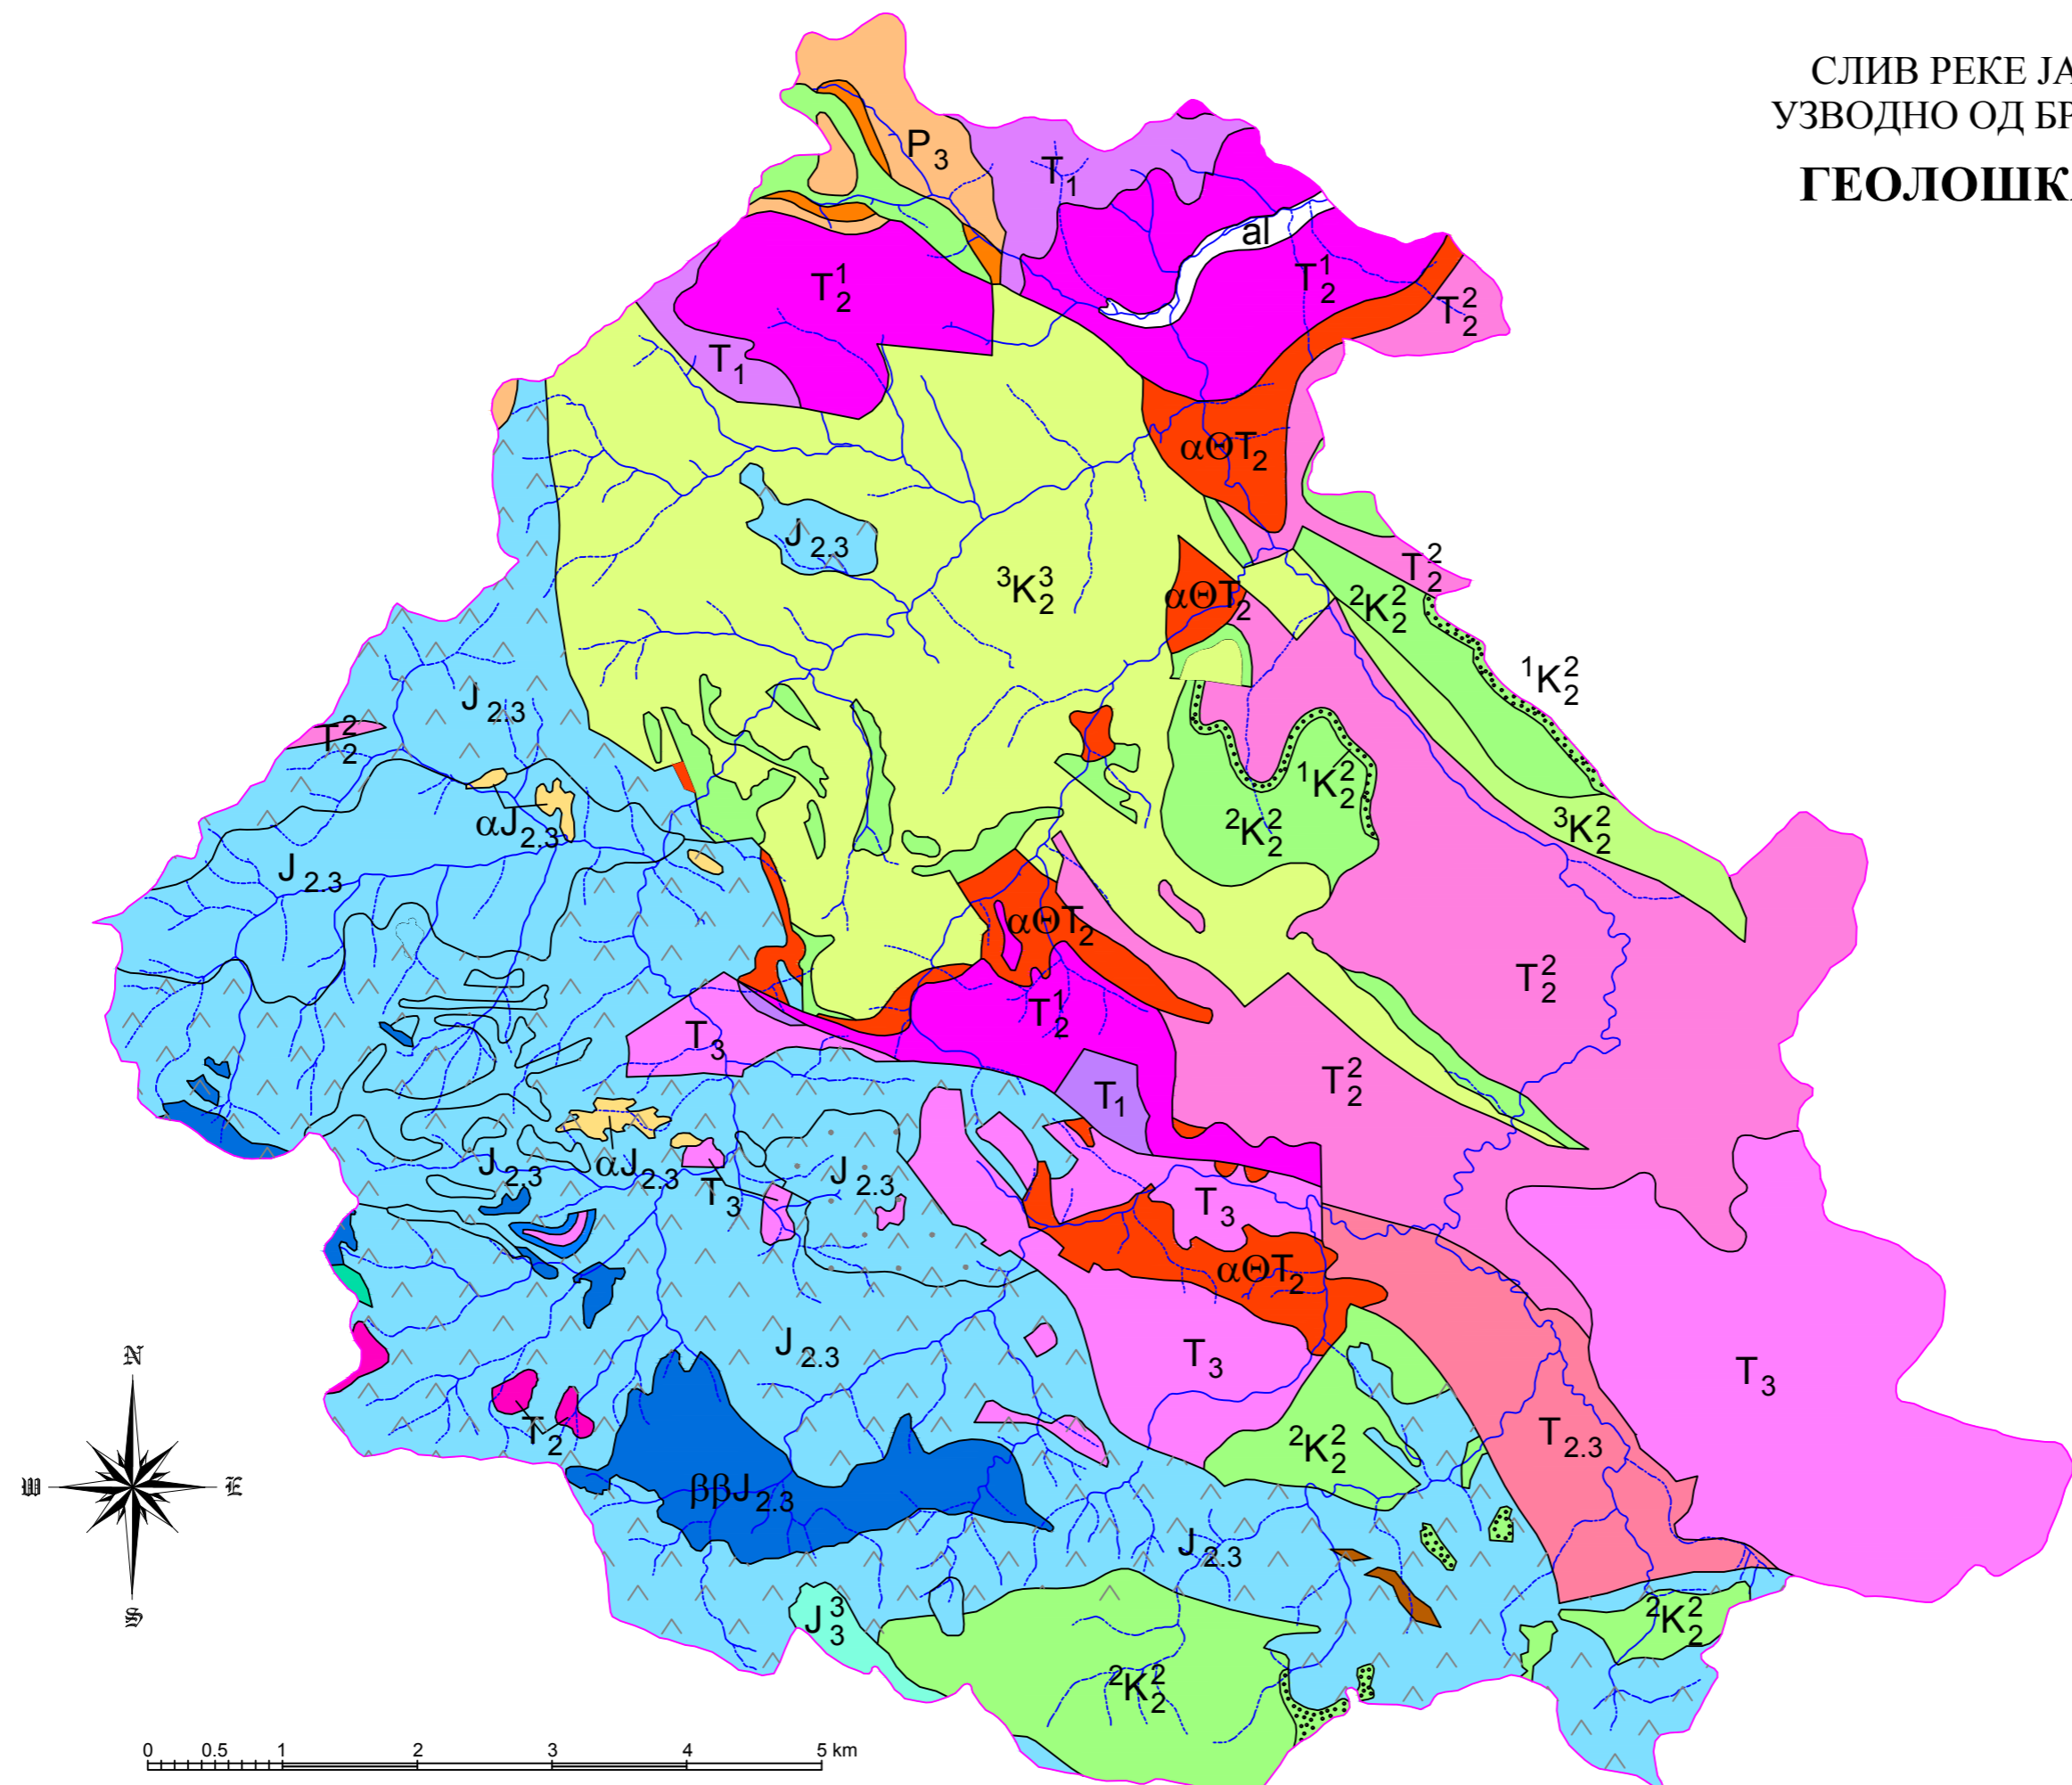 СЛИВ РЕКЕ ЈА
УЗВОДНО ОД БР
ГЕОЛОШК
P3
T1
al
T₂¹
T₂¹
T₂²
T1
αΘT2
J2.3
³K₂³
T₂²
αΘT2
²K₂²
¹K₂²
J2.3
T₂²
¹K₂²
αJ2.3
²K₂²
³K₂²
J2.3
αΘT2
T₂²
T₂¹
T3
T₂²
T1
J2.3
αJ2.3
T3
J2.3
T3
αΘT2
J2.3
T3
T3
T2
²K₂²
T2.3
ββJ2.3
J2.3
J₃³
²K₂²
²K₂²
N
W
E
S
0 0.5 1 2 3 4 5 km